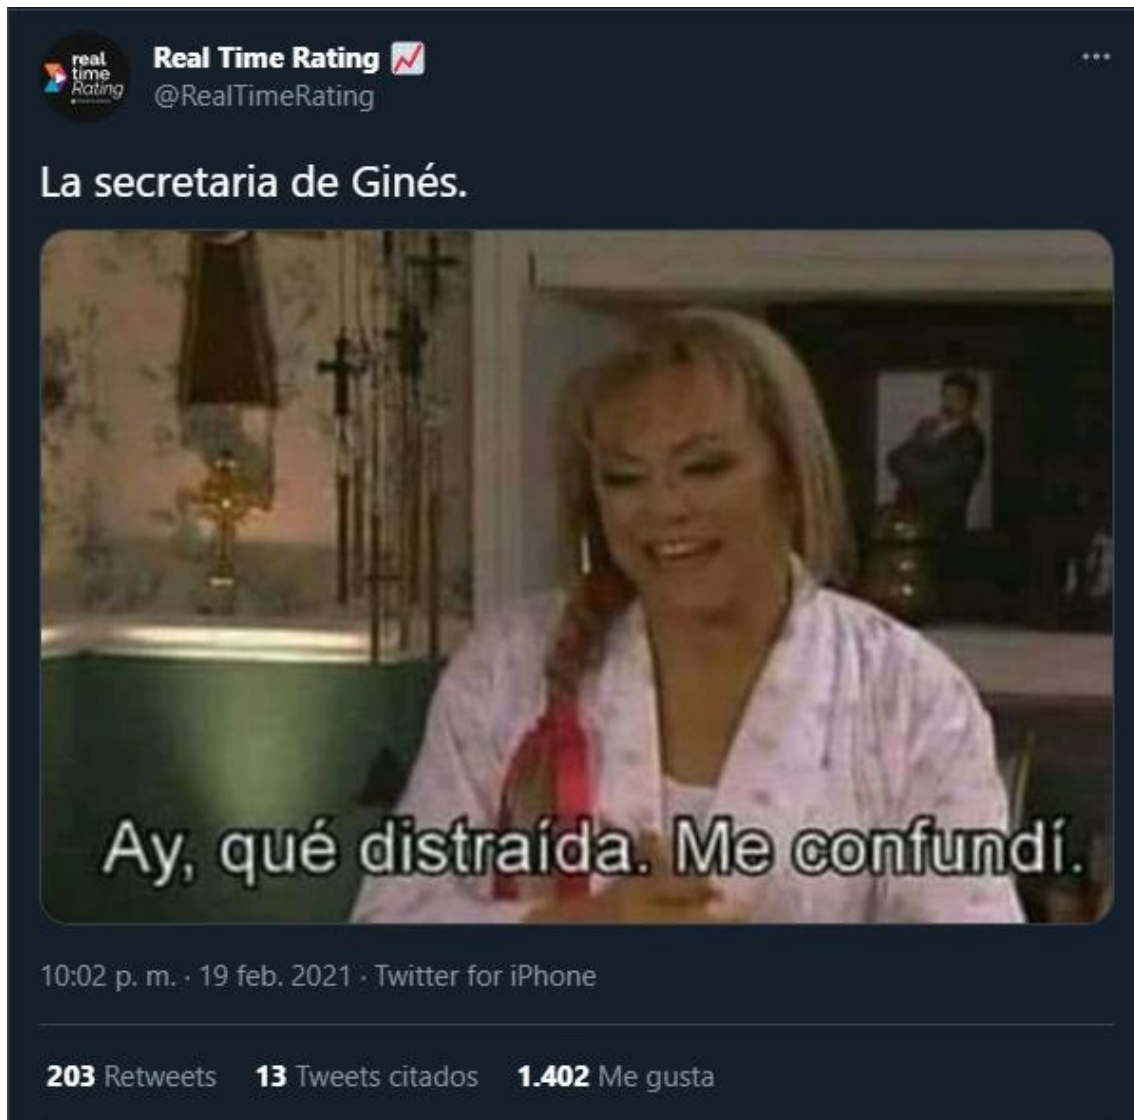 real
time
Rating
Real Time Rating
@RealTimeRating
La secretaria de Ginés.
Ay, qué distraída. Me confundí.
10:02 p. m. · 19 feb. 2021 · Twitter for iPhone
203 Retweets 13 Tweets citados 1.402 Me gusta